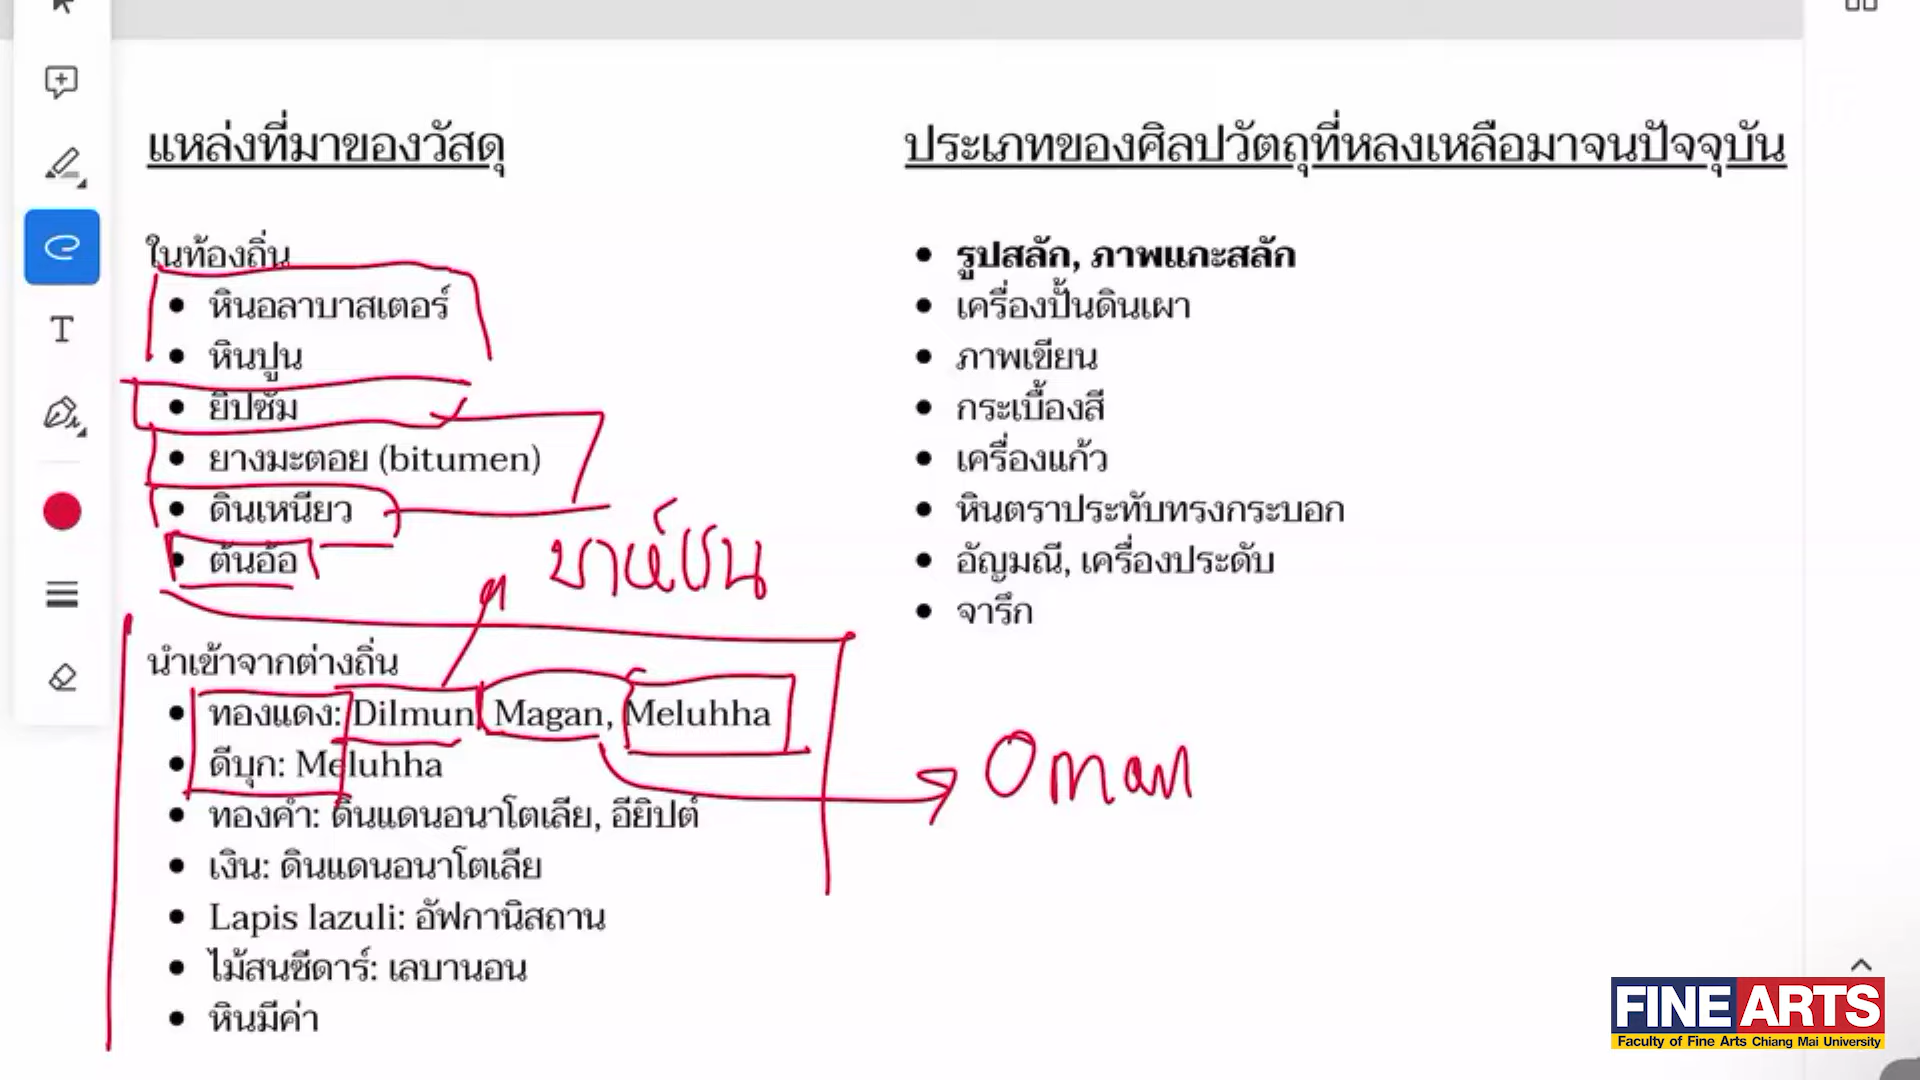 แหล่งที่มาของวัสดุ
ในท้องถิ่น
หินอลาบาสเตอร์
หินปูน
ยิปซัม
ยางมะตอย (bitumen)
ดินเหนียว
ต้นอ้อ
บาห์เรน
นำเข้าจากต่างถิ่น
ทองแดง: Dilmun, Magan, Meluhha
ดีบุก: Meluhha
Oman
ทองคำ: ดินแดนอนาโตเลีย, อียิปต์
เงิน: ดินแดนอนาโตเลีย
Lapis lazuli: อัฟกานิสถาน
ไม้สนซีดาร์: เลบานอน
หินมีค่า
ประเภทของศิลปวัตถุที่หลงเหลือมาจนปัจจุบัน
รูปสลัก, ภาพแกะสลัก
เครื่องปั้นดินเผา
ภาพเขียน
กระเบื้องสี
เครื่องแก้ว
หินตราประทับทรงกระบอก
อัญมณี, เครื่องประดับ
จารึก
FINE ARTS
Faculty of Fine Arts Chiang Mai University